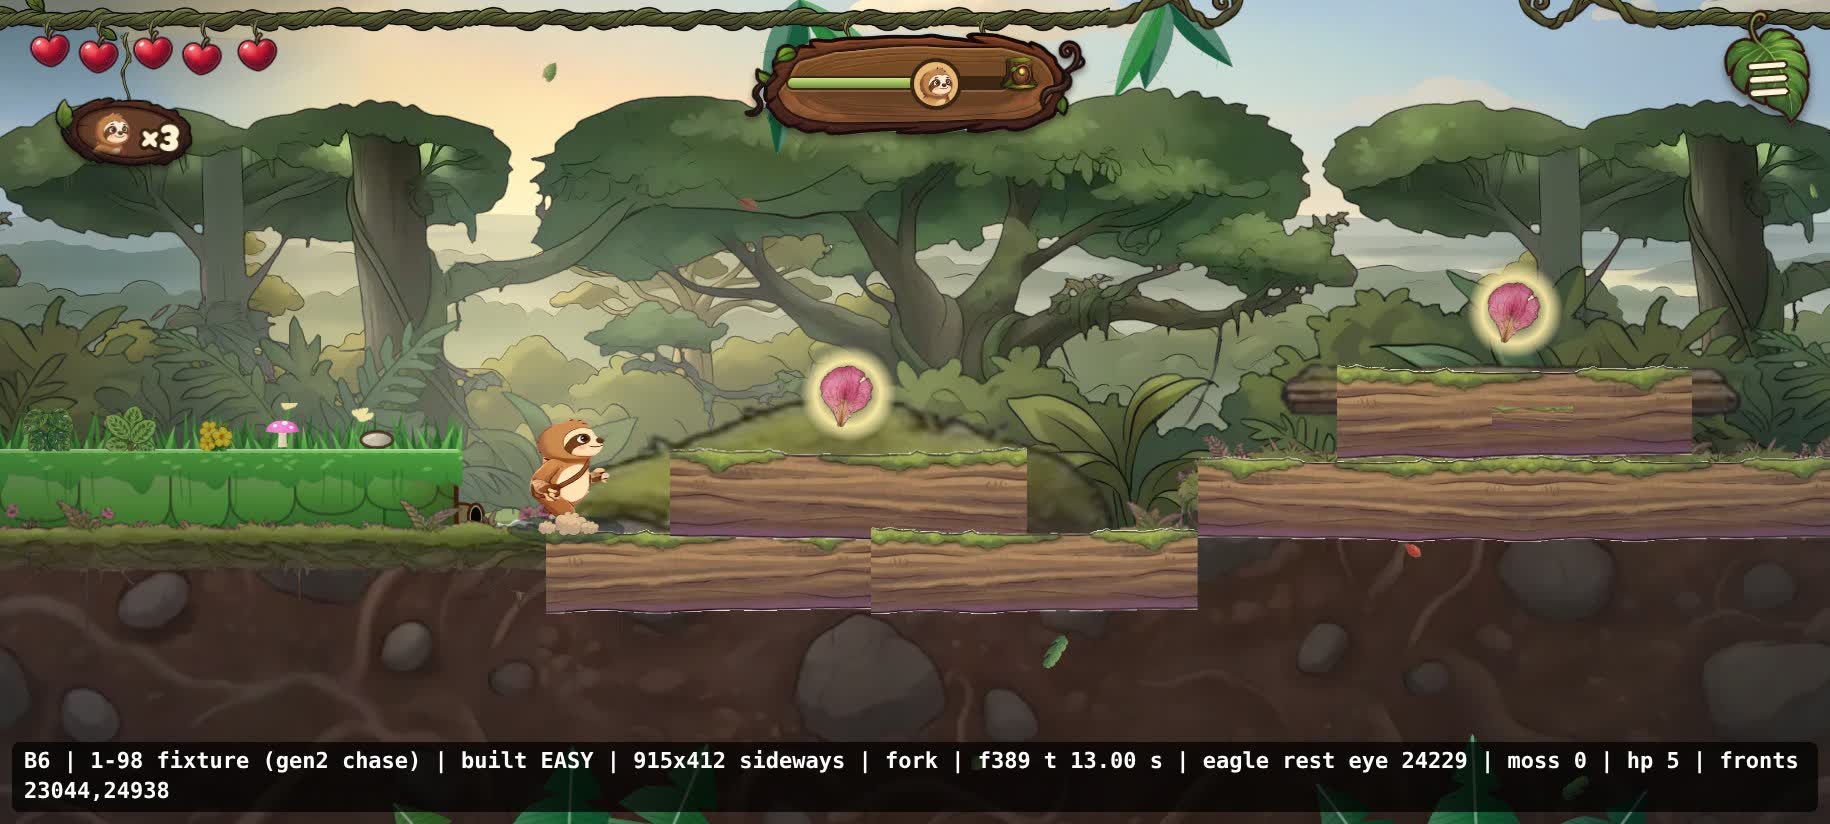 x3
B6 | 1-98 fixture (gen2 chase) | built EASY | 915x412 sideways | fork | f389 t 13.00 s | eagle rest eye 24229 | moss 0 | hp 5 | fronts
23044,24938